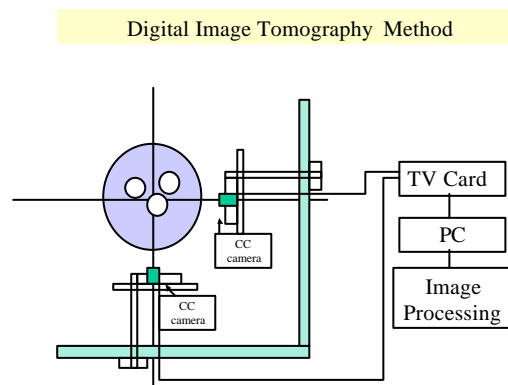 Digital Image Tomography Method
TV Card
PC
Image
Processing
CC
camera
CC
camera